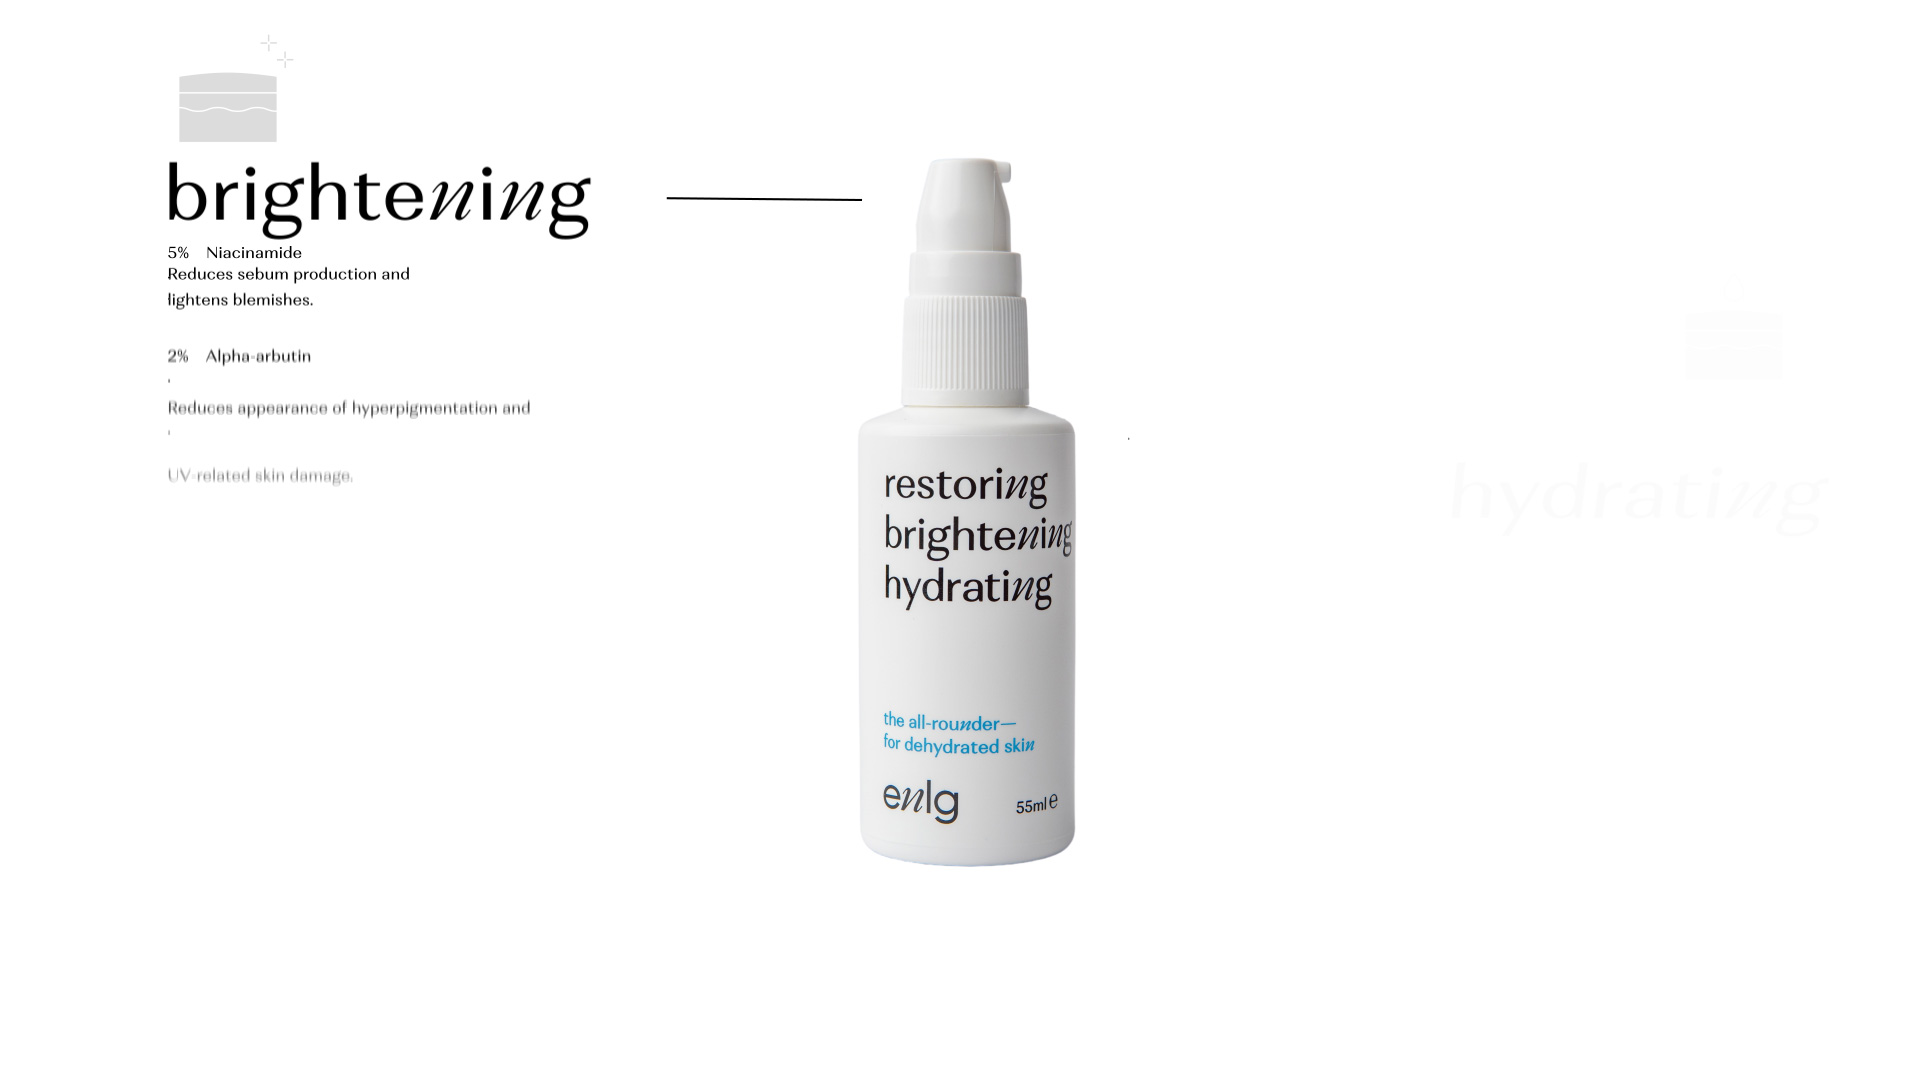 brightening
5% Niacinamide
Reduces sebum production and
lightens blemishes.
2% Alpha-arbutin
Reduces appearance of hyperpigmentation and
UV-related skin damage.
restoring
brightening
hydrating
the all-rounder—
for dehydrated skin
enlg
55ml ℮
hydrating